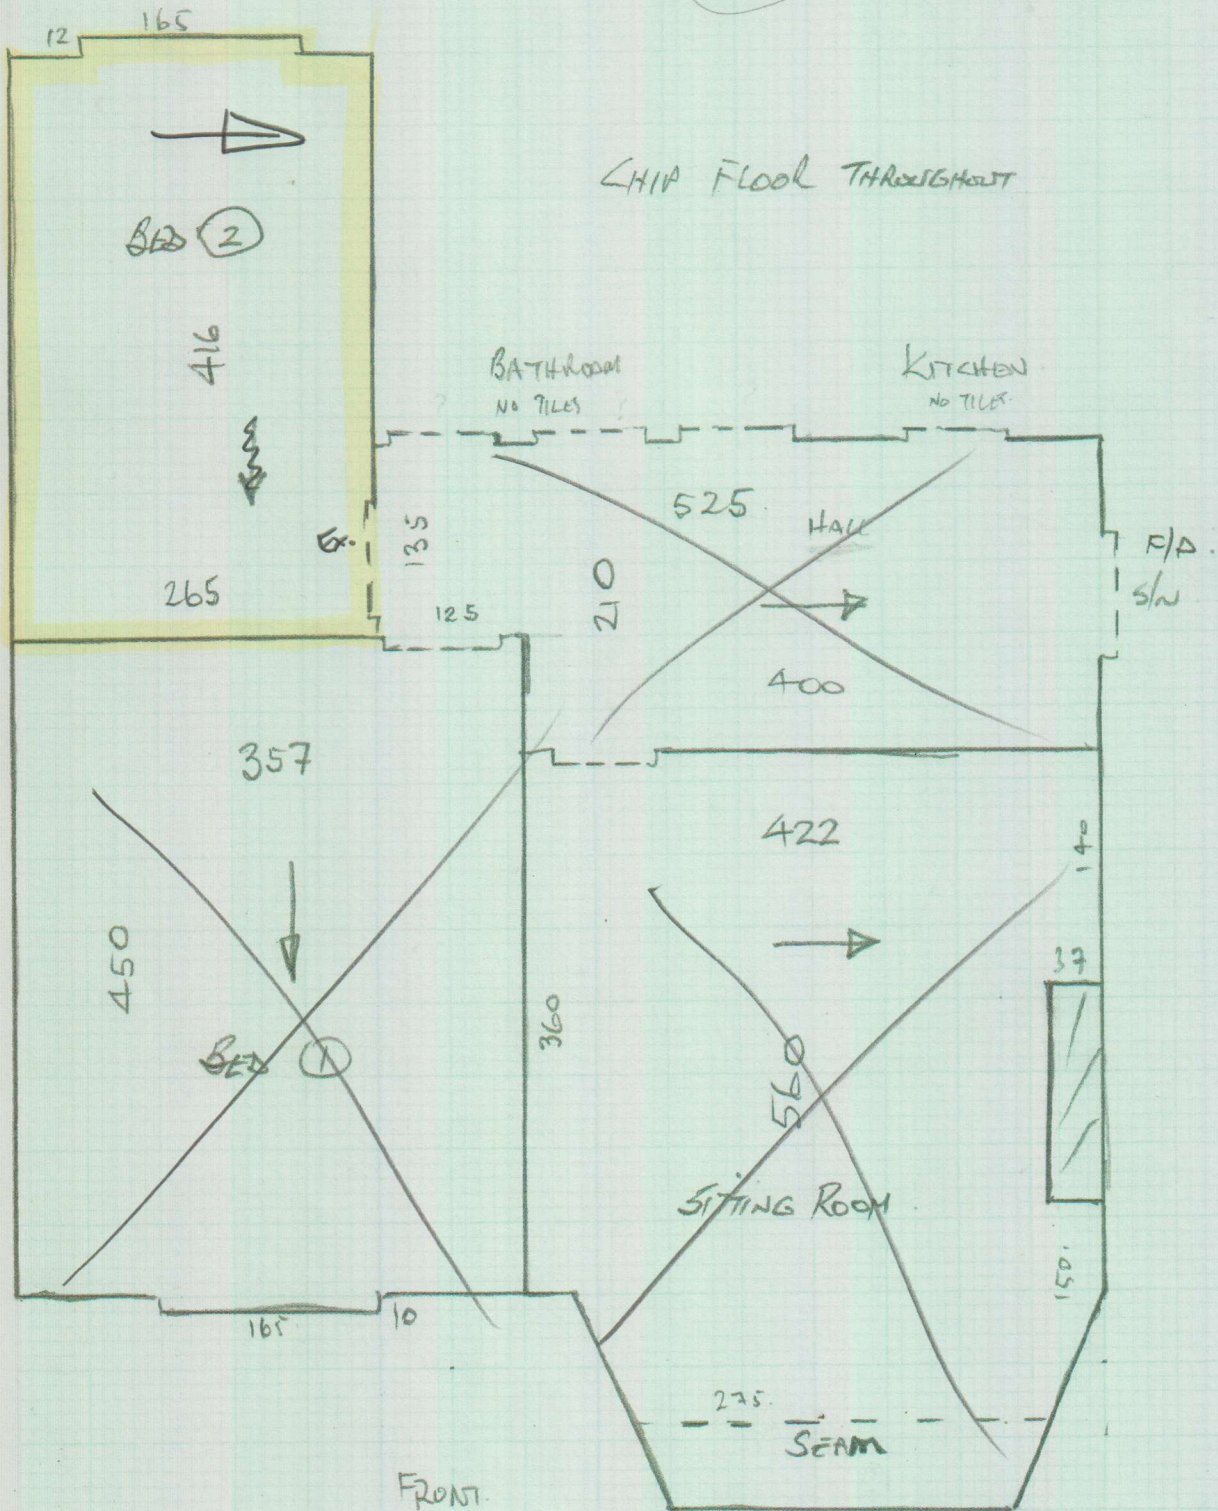 165
12
CHIP FLOOR THROUGHOUT
BED 2
416
BATHROOM
NO TILES
KITCHEN
NO TILES.
525
HALL
135
Ex.
F/D.
S/N
265
125
210
400
357
422
140
450
37
360
BED 1
560
SITTING ROOM
150.
165
10
275.
SEAM
FRONT.